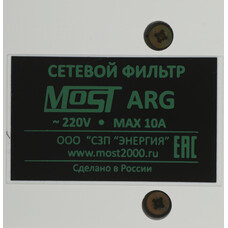 СЕТЕВОЙ ФИЛЬТР
MOST ARG
~ 220V • MAX 10A
ООО "СЗП "ЭНЕРГИЯ"
www.most2000.ru
EAC
Сделано в России